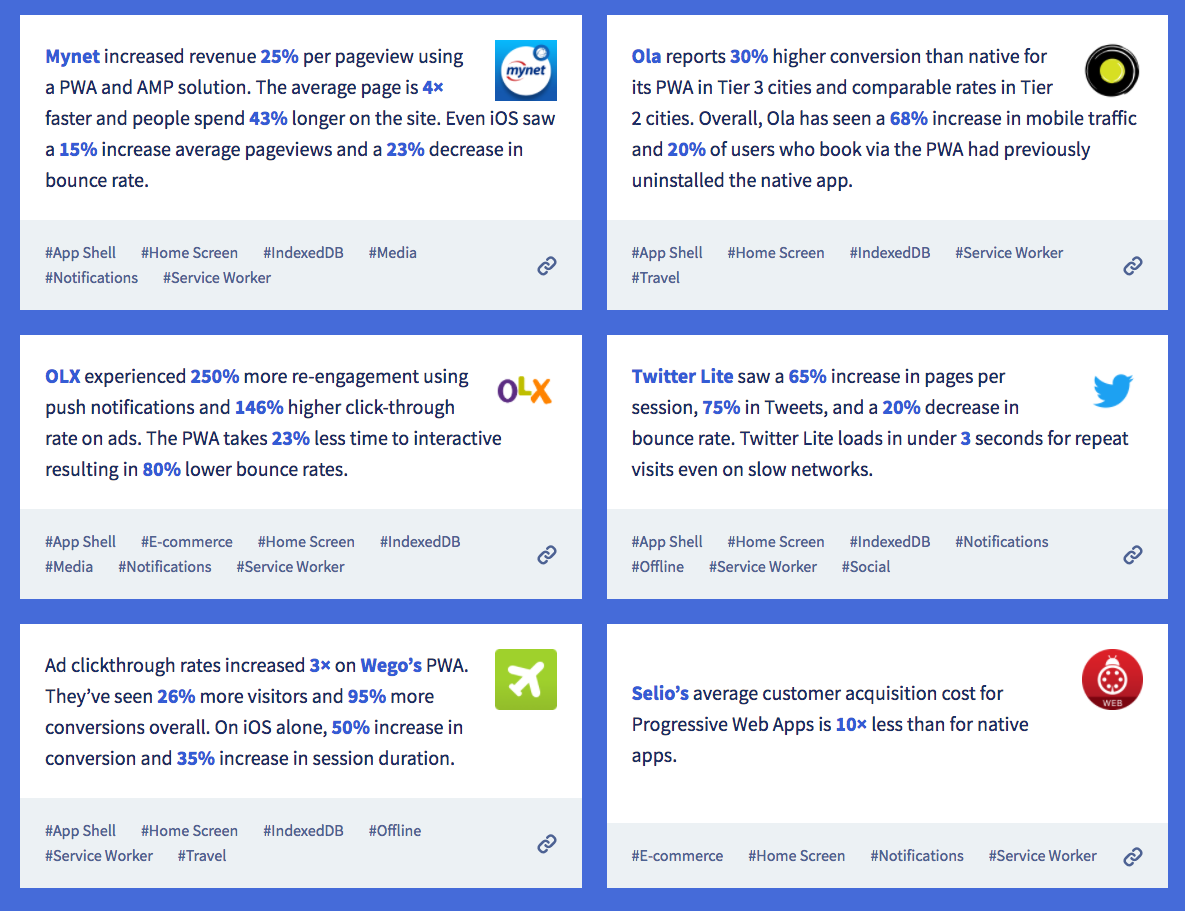 Mynet increased revenue 25% per pageview using
a PWA and AMP solution. The average page is 4×
faster and people spend 43% longer on the site. Even iOS saw
a 15% increase average pageviews and a 23% decrease in
bounce rate.
mynet
#App Shell #Home Screen #IndexedDB #Media
#Notifications #Service Worker
Ola reports 30% higher conversion than native for
its PWA in Tier 3 cities and comparable rates in Tier
2 cities. Overall, Ola has seen a 68% increase in mobile traffic
and 20% of users who book via the PWA had previously
uninstalled the native app.
#App Shell #Home Screen #IndexedDB #Service Worker
#Travel
OLX experienced 250% more re-engagement using
push notifications and 146% higher click-through
rate on ads. The PWA takes 23% less time to interactive
resulting in 80% lower bounce rates.
OLX
#App Shell #E-commerce #Home Screen #IndexedDB
#Media #Notifications #Service Worker
Twitter Lite saw a 65% increase in pages per
session, 75% in Tweets, and a 20% decrease in
bounce rate. Twitter Lite loads in under 3 seconds for repeat
visits even on slow networks.
#App Shell #Home Screen #IndexedDB #Notifications
#Offline #Service Worker #Social
Ad clickthrough rates increased 3× on Wego’s PWA.
They’ve seen 26% more visitors and 95% more
conversions overall. On iOS alone, 50% increase in
conversion and 35% increase in session duration.
#App Shell #Home Screen #IndexedDB #Offline
#Service Worker #Travel
Selio’s average customer acquisition cost for
Progressive Web Apps is 10× less than for native
apps.
WEB
#E-commerce #Home Screen #Notifications #Service Worker